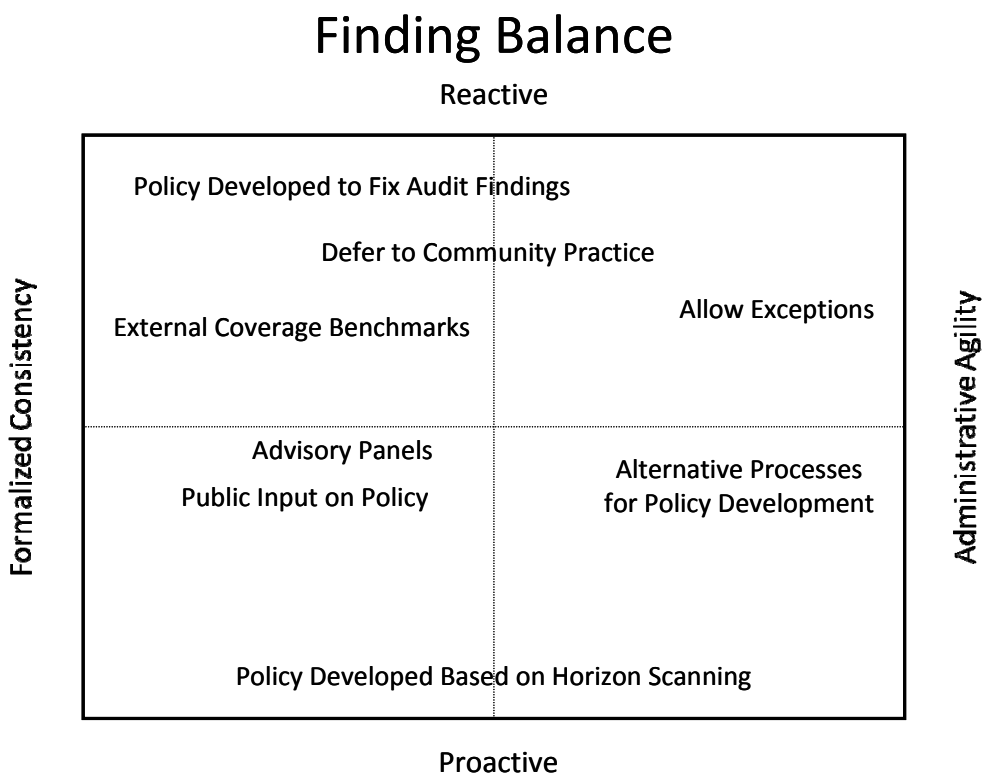 Finding Balance
Reactive
Policy Developed to Fix Audit Findings
Defer to Community Practice
Allow Exceptions
External Coverage Benchmarks
Formalized Consistency
Administrative Agility
Advisory Panels
Alternative Processes
for Policy Development
Public Input on Policy
Policy Developed Based on Horizon Scanning
Proactive